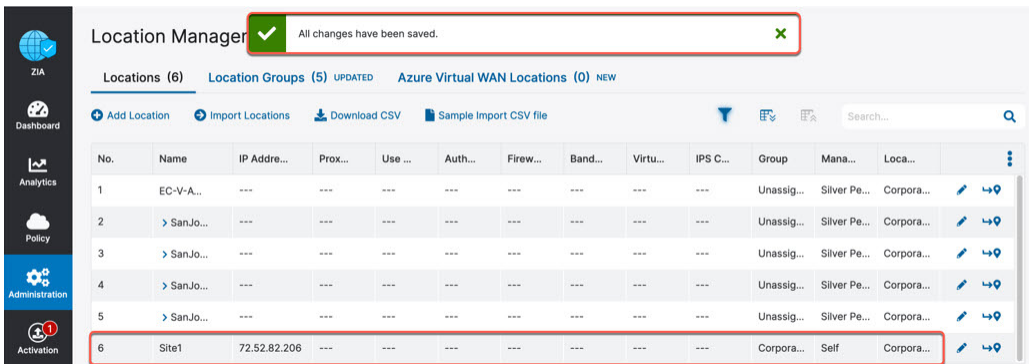 All changes have been saved.
Location Manager
ZIA
Locations (6) Location Groups (5) UPDATED Azure Virtual WAN Locations (0) NEW
Dashboard
Add Location Import Locations Download CSV Sample Import CSV file Search...
Analytics
No. Name IP Addre... Prox... Use ... Auth... Firew... Band... Virtu... IPS C... Group Mana... Loca...
1 EC-V-A... --- --- --- --- --- --- --- --- Unassig... Silver Pe... Corpora...
Policy
2 SanJo... --- --- --- --- --- --- --- --- Unassig... Silver Pe... Corpora...
3 SanJo... --- --- --- --- --- --- --- --- Unassig... Silver Pe... Corpora...
Administration
4 SanJo... --- --- --- --- --- --- --- --- Unassig... Silver Pe... Corpora...
5 SanJo... --- --- --- --- --- --- --- --- Unassig... Silver Pe... Corpora...
1
Activation
6 Site1 72.52.82.206 --- --- --- --- --- --- --- Corpora... Self Corpora...